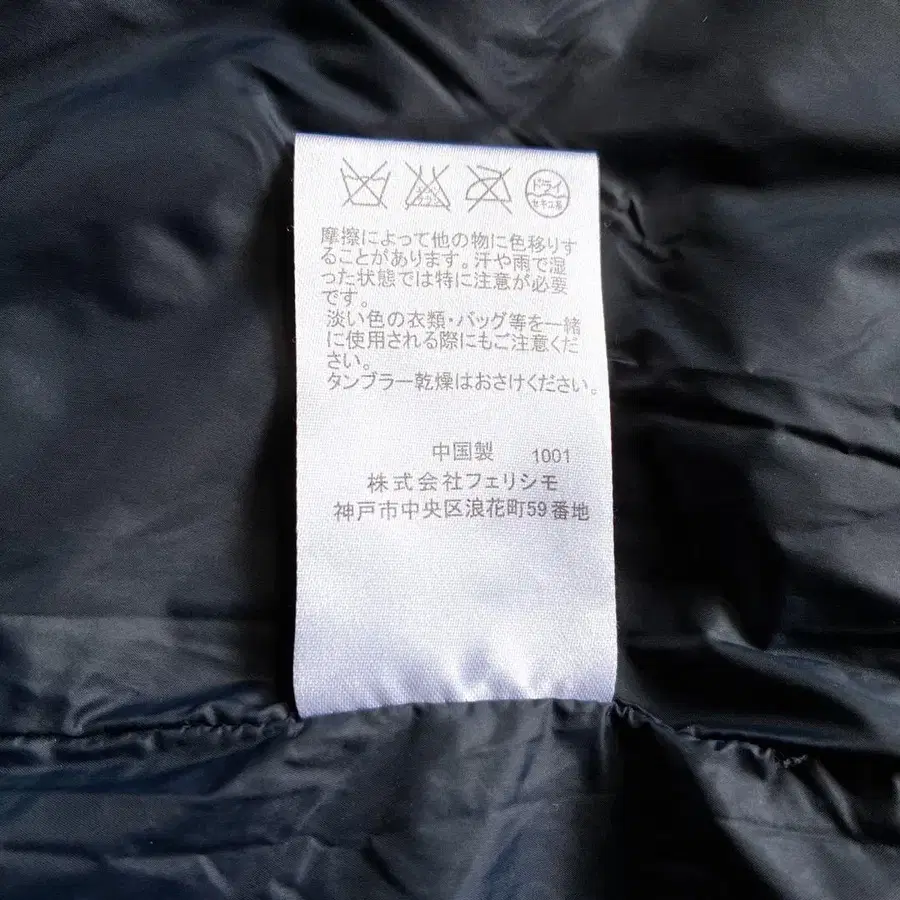 エンソ
サラシ
ドライ
セキユ系
摩擦によって他の物に色移りす
ることがあります。汗や雨で湿
った状態では特に注意が必要
です。
淡い色の衣類・バッグ等を一緒
に使用される際にもご注意くだ
さい。
タンブラー乾燥はおさけください。
中国製 1001
株式会社フェリシモ
神戸市中央区浪花町59番地